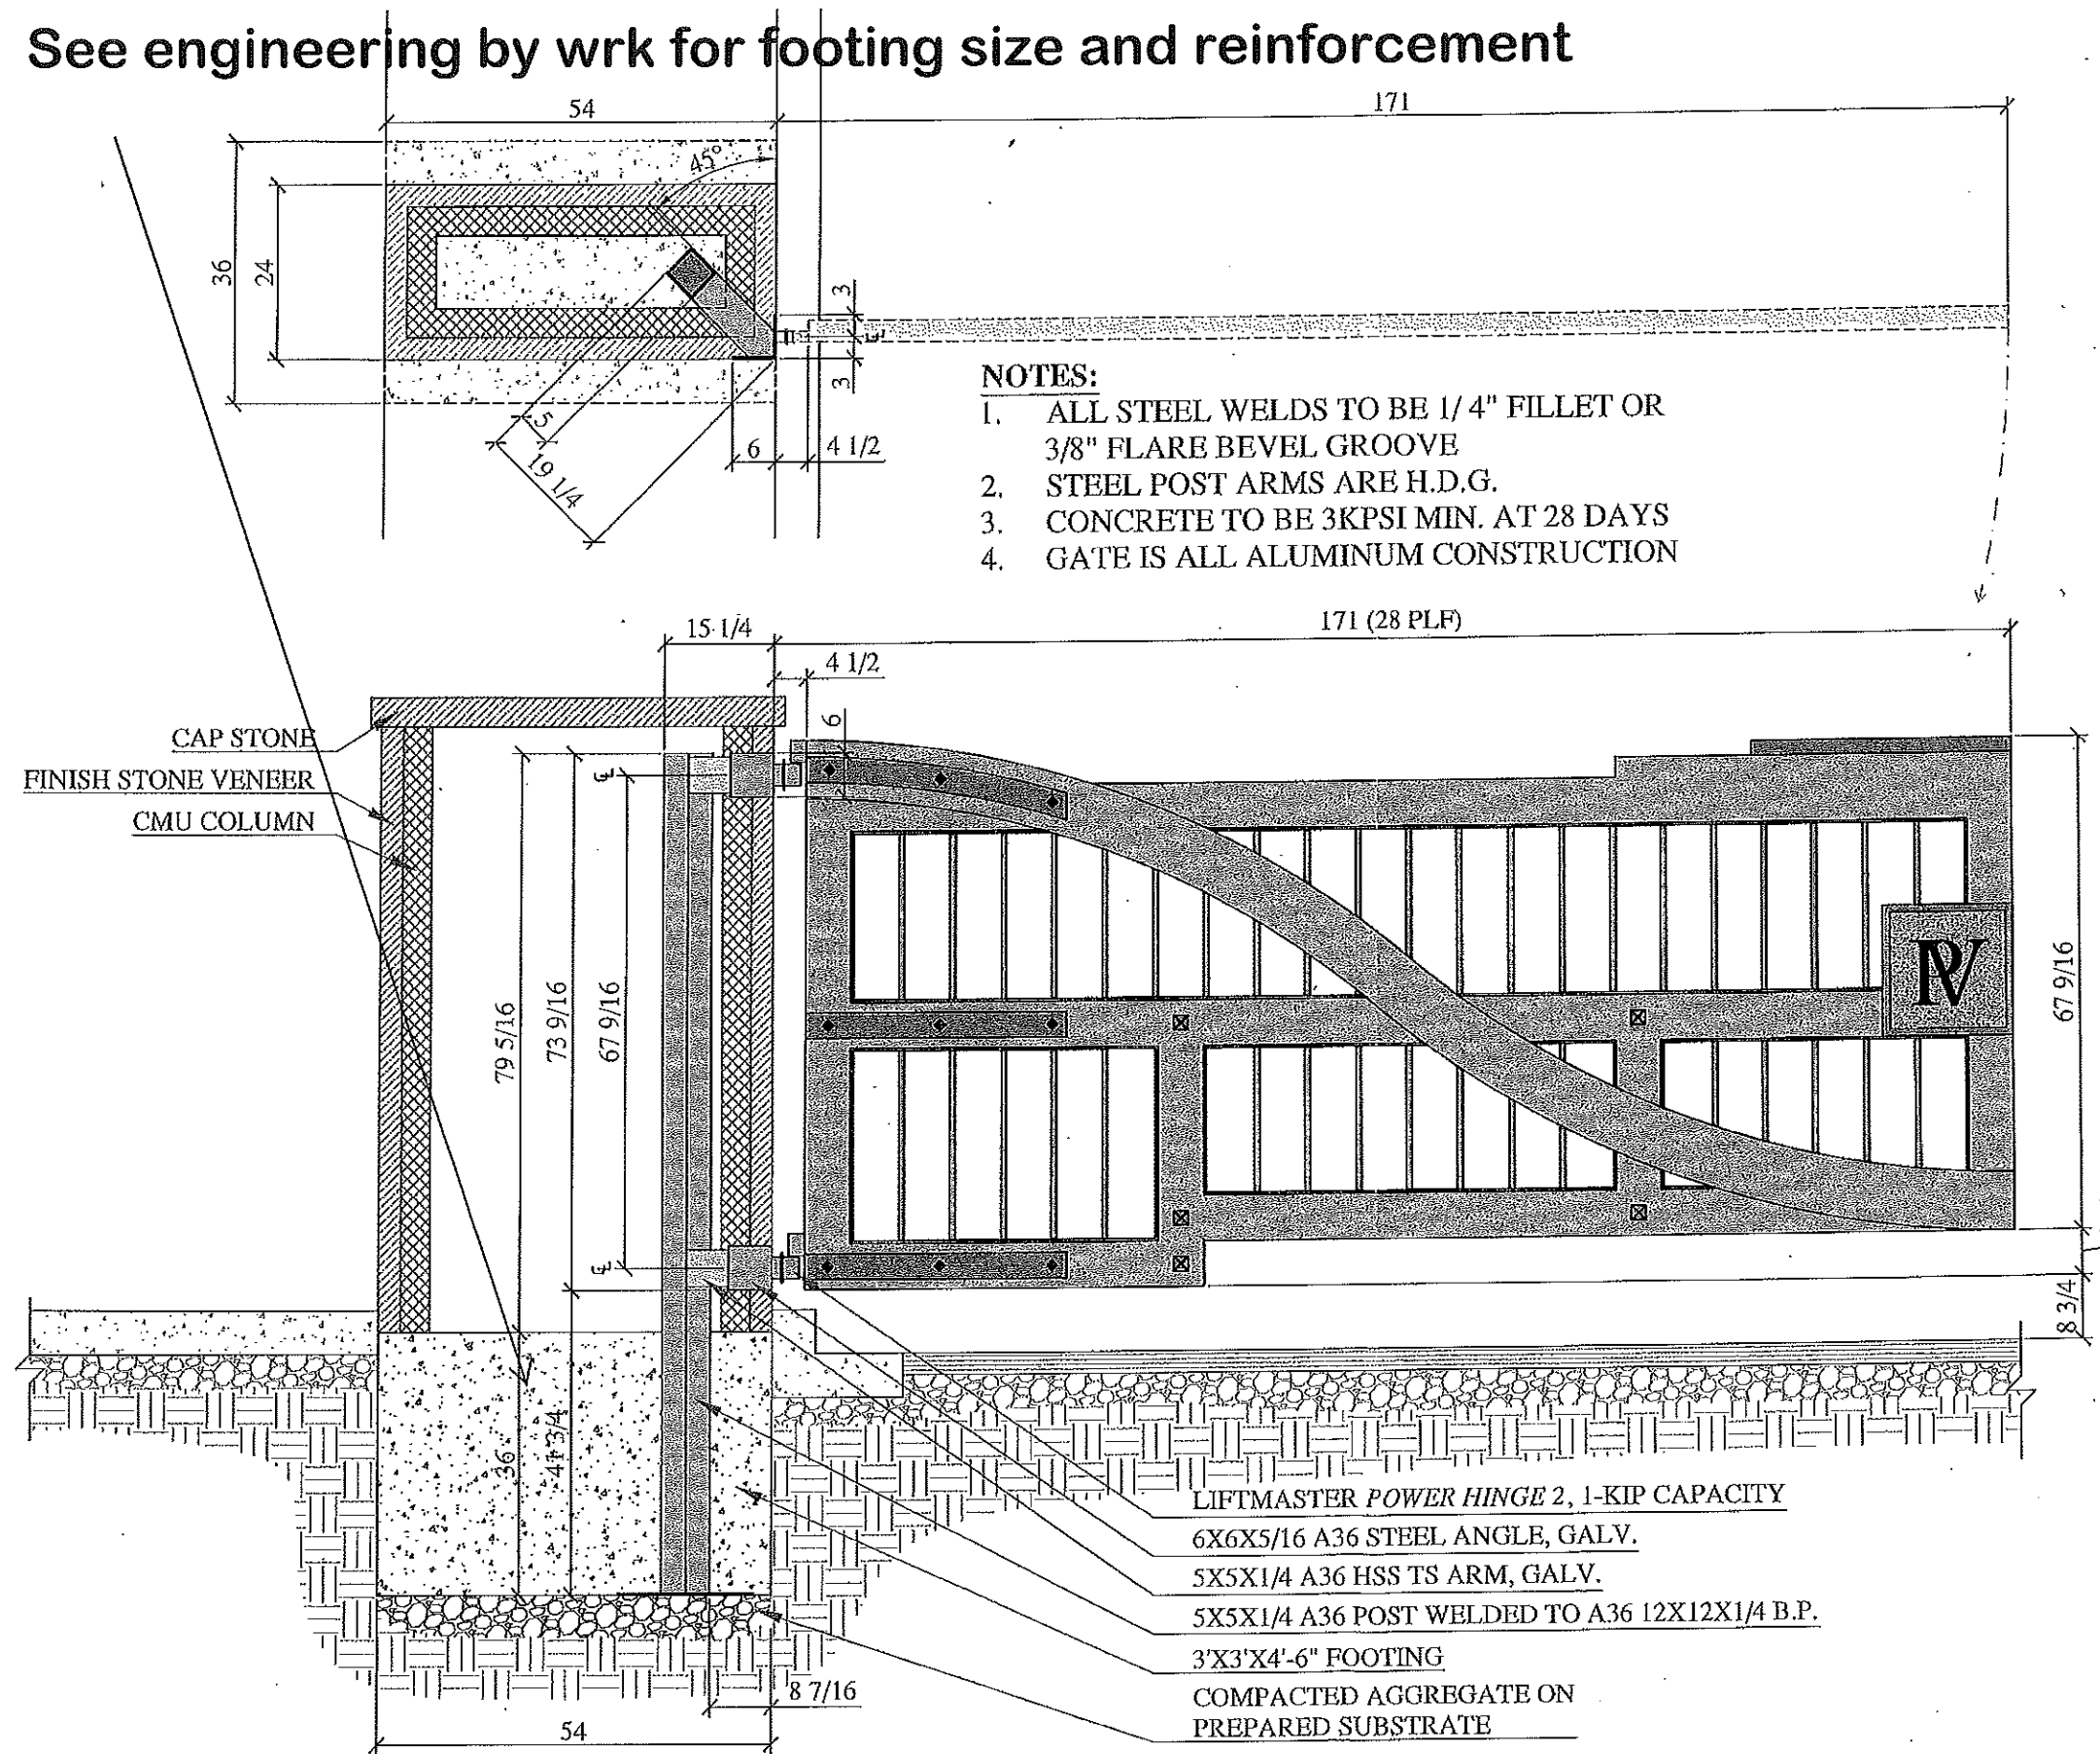 See engineering by wrk for footing size and reinforcement
54
171
45°
36
24
3
3
5
19 1/4
6
4 1/2
NOTES:
1. ALL STEEL WELDS TO BE 1/ 4" FILLET OR
3/8" FLARE BEVEL GROOVE
2. STEEL POST ARMS ARE H.D.G.
3. CONCRETE TO BE 3KPSI MIN. AT 28 DAYS
4. GATE IS ALL ALUMINUM CONSTRUCTION
15 1/4
171 (28 PLF)
4 1/2
6
CAP STONE
FINISH STONE VENEER
CMU COLUMN
79 5/16
73 9/16
67 9/16
PV
67 9/16
8 3/4
36
41 3/4
LIFTMASTER POWER HINGE 2, 1-KIP CAPACITY
6X6X5/16 A36 STEEL ANGLE, GALV.
5X5X1/4 A36 HSS TS ARM, GALV.
5X5X1/4 A36 POST WELDED TO A36 12X12X1/4 B.P.
3'X3'X4'-6" FOOTING
COMPACTED AGGREGATE ON
PREPARED SUBSTRATE
8 7/16
54